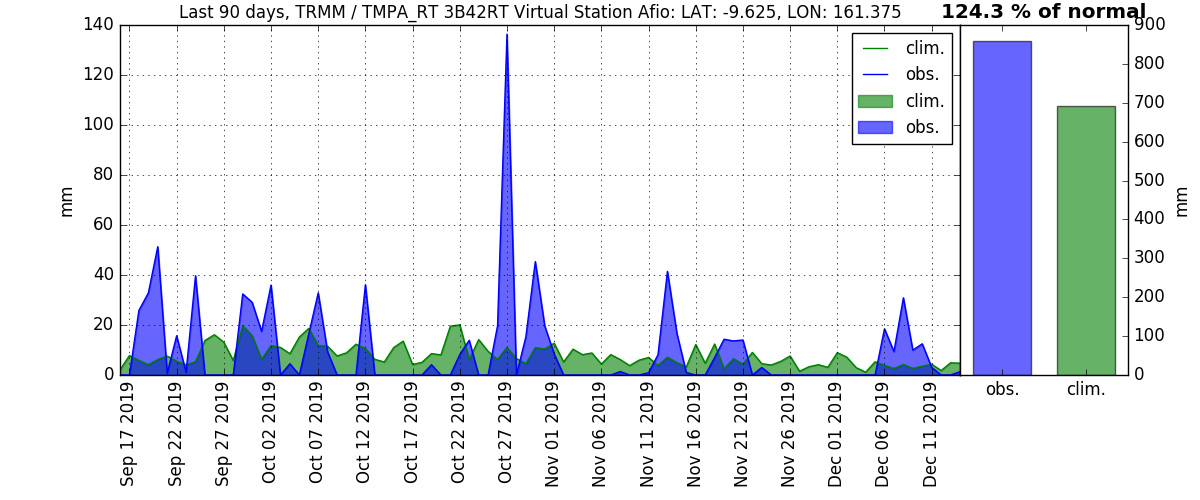 Last 90 days, TRMM / TMPA_RT 3B42RT Virtual Station Afio: LAT: -9.625, LON: 161.375
124.3 % of normal
mm
140
120
100
80
60
40
20
0
clim.
obs.
clim.
obs.
900
800
700
600
500
400
300
200
100
0
mm
Sep 17 2019
Sep 22 2019
Sep 27 2019
Oct 02 2019
Oct 07 2019
Oct 12 2019
Oct 17 2019
Oct 22 2019
Oct 27 2019
Nov 01 2019
Nov 06 2019
Nov 11 2019
Nov 16 2019
Nov 21 2019
Nov 26 2019
Dec 01 2019
Dec 06 2019
Dec 11 2019
obs.
clim.